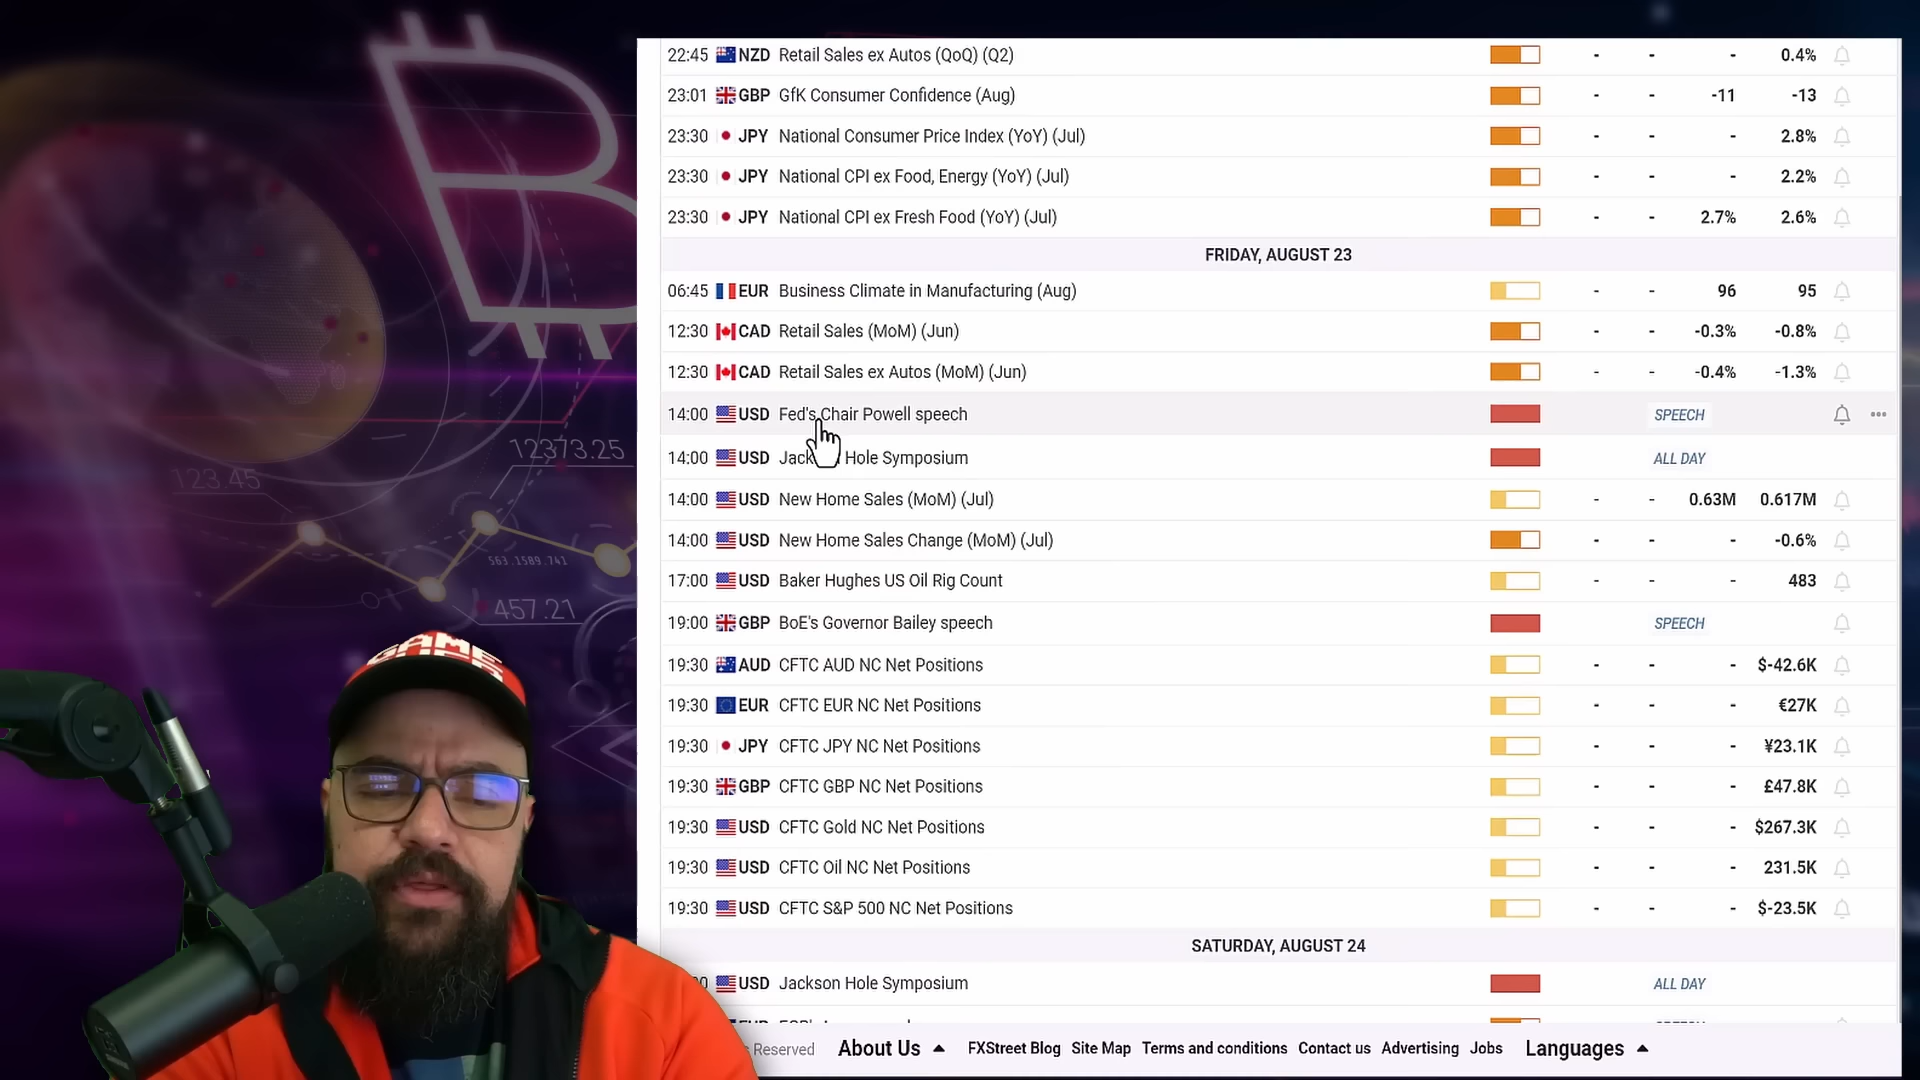 22:45 NZD Retail Sales ex Autos (QoQ) (Q2) - - - 0.4%
23:01 GBP GfK Consumer Confidence (Aug) - - -11 -13
23:30 JPY National Consumer Price Index (YoY) (Jul) - - - 2.8%
23:30 JPY National CPI ex Food, Energy (YoY) (Jul) - - - 2.2%
23:30 JPY National CPI ex Fresh Food (YoY) (Jul) - - 2.7% 2.6%
FRIDAY, AUGUST 23
06:45 EUR Business Climate in Manufacturing (Aug) - - 96 95
12:30 CAD Retail Sales (MoM) (Jun) - - -0.3% -0.8%
12:30 CAD Retail Sales ex Autos (MoM) (Jun) - - -0.4% -1.3%
14:00 USD Fed's Chair Powell speech SPEECH
14:00 USD Hole Symposium ALL DAY
14:00 USD New Home Sales (MoM) (Jul) - - 0.63M 0.617M
14:00 USD New Home Sales Change (MoM) (Jul) - - - -0.6%
17:00 USD Baker Hughes US Oil Rig Count - - - 483
19:00 GBP BoE's Governor Bailey speech SPEECH
19:30 AUD CFTC AUD NC Net Positions - - - $-42.6K
19:30 EUR CFTC EUR NC Net Positions - - - €27K
19:30 JPY CFTC JPY NC Net Positions - - - ¥23.1K
19:30 GBP CFTC GBP NC Net Positions - - - £47.8K
19:30 USD CFTC Gold NC Net Positions - - - $267.3K
19:30 USD CFTC Oil NC Net Positions - - - 231.5K
19:30 USD CFTC S&P 500 NC Net Positions - - - $-23.5K
SATURDAY, AUGUST 24
USD Jackson Hole Symposium ALL DAY
Reserved About Us FXStreet Blog Site Map Terms and conditions Contact us Advertising Jobs Languages
12373.25
123.45
563.1589.741
457.21